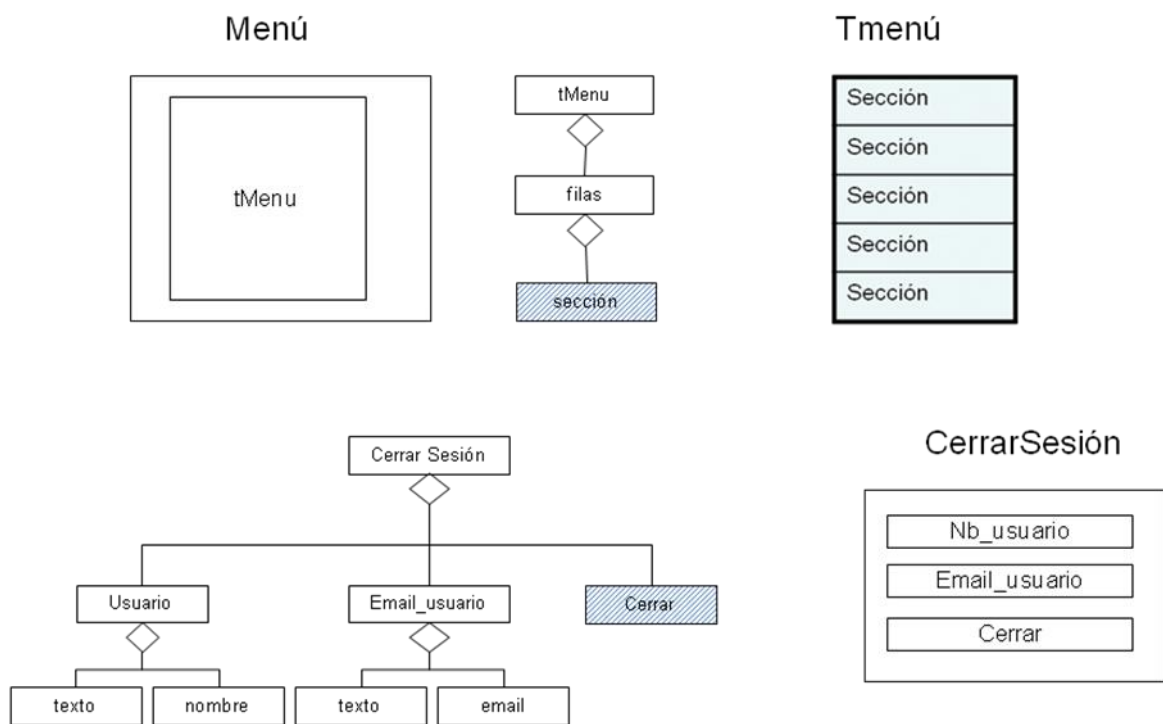 Menú
Tmenú
tMenu
tMenu
filas
sección
Sección
Sección
Sección
Sección
Sección
Cerrar Sesión
Usuario
Email_usuario
Cerrar
texto
nombre
texto
email
CerrarSesión
Nb_usuario
Email_usuario
Cerrar